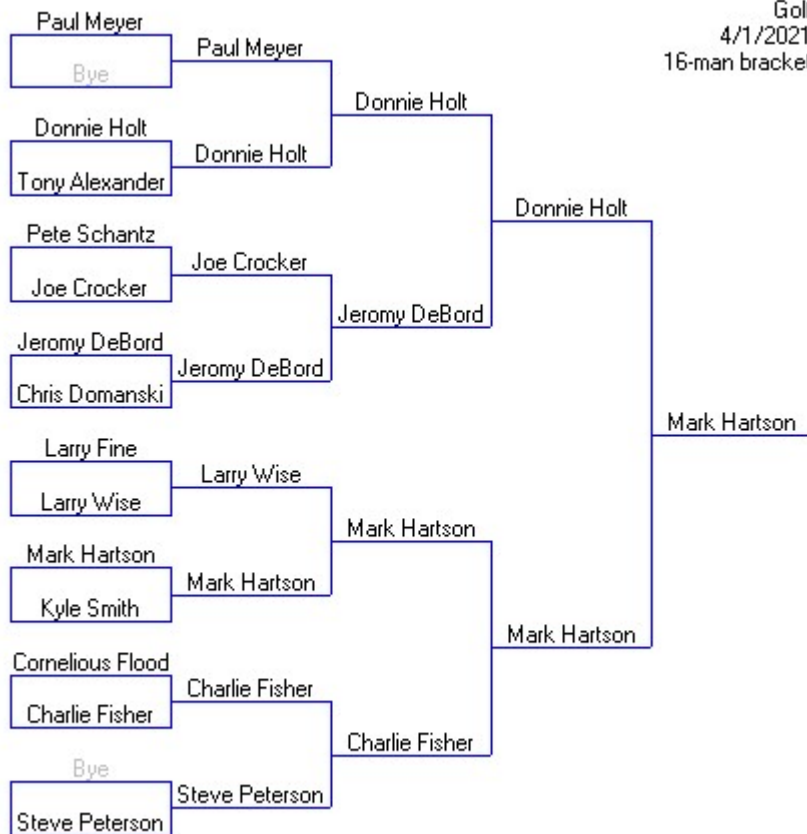 Gol
4/1/2021
16-man bracket
Paul Meyer
Bye
Paul Meyer
Donnie Holt
Donnie Holt
Tony Alexander
Donnie Holt
Donnie Holt
Pete Schantz
Joe Crocker
Joe Crocker
Jeromy DeBord
Jeromy DeBord
Chris Domanski
Jeromy DeBord
Mark Hartson
Larry Fine
Larry Wise
Larry Wise
Mark Hartson
Mark Hartson
Kyle Smith
Mark Hartson
Mark Hartson
Cornelious Flood
Charlie Fisher
Charlie Fisher
Charlie Fisher
Bye
Steve Peterson
Steve Peterson